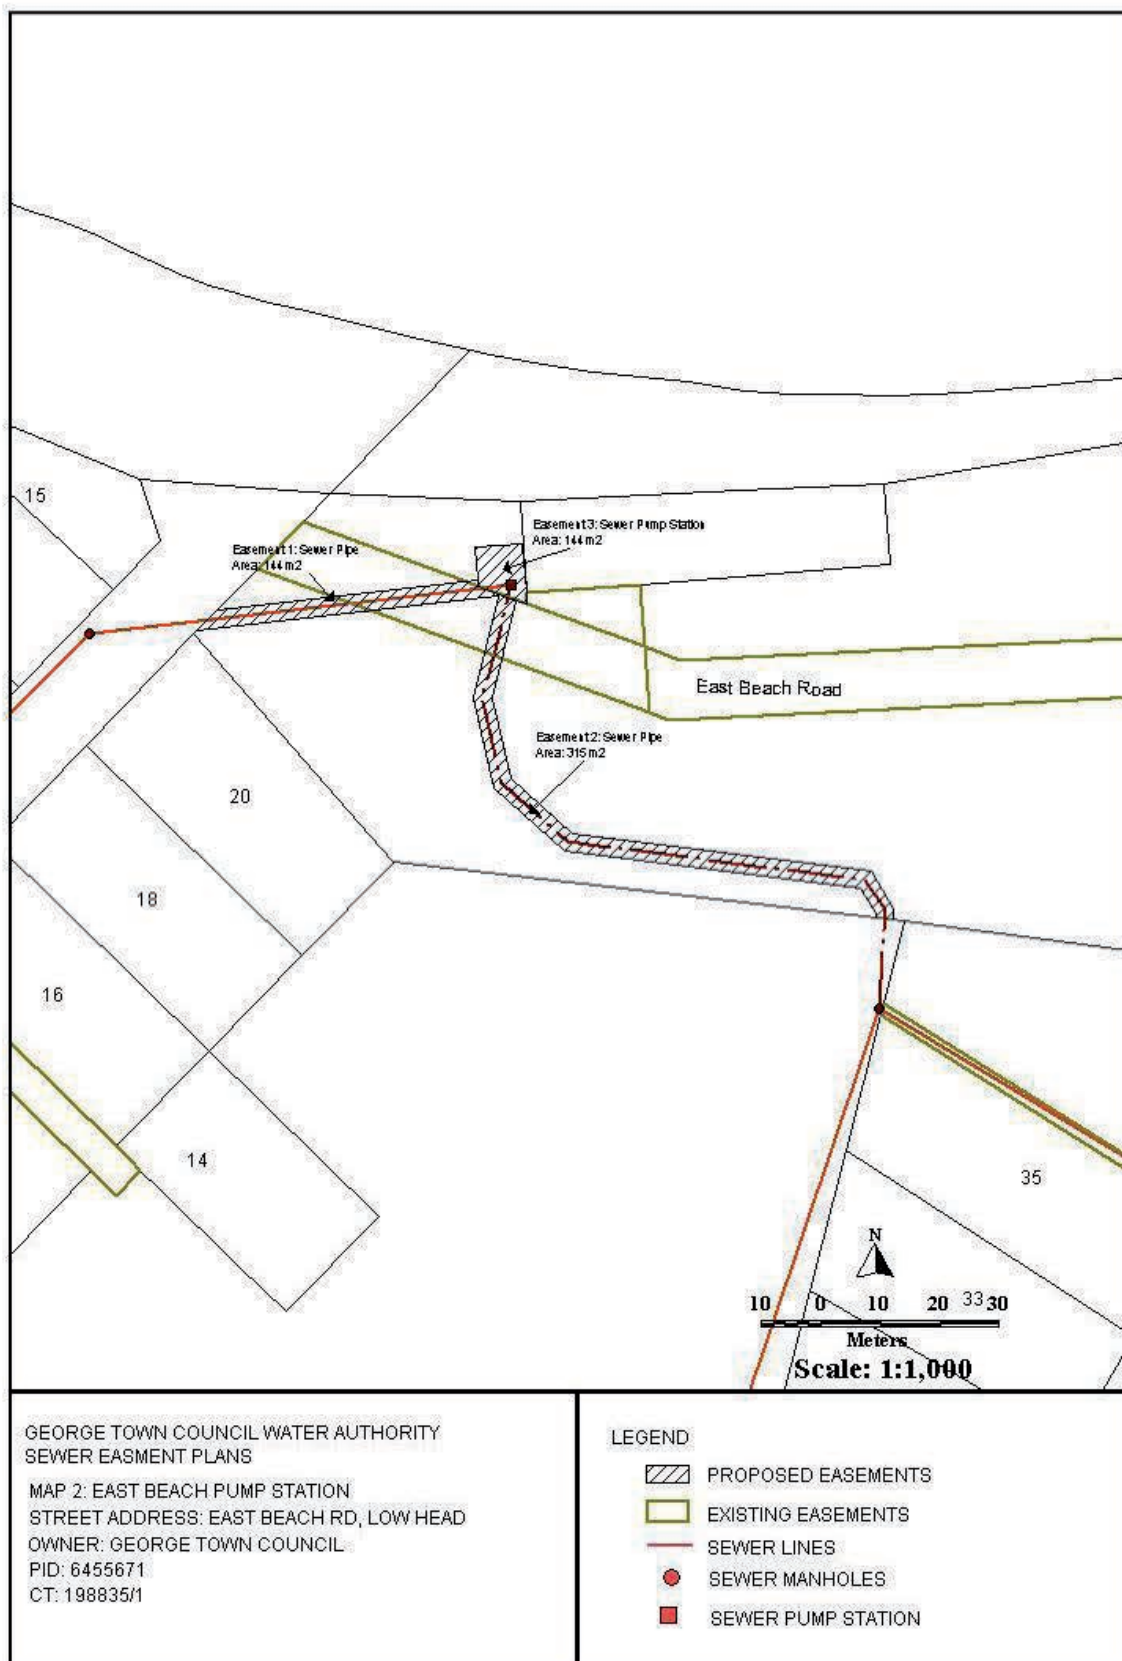 15
Easement 3: Sewer Pump Station
Area: 144 m2
Easement 1: Sewer Pipe
Area: 144 m2
East Beach Road
Easement 2: Sewer Pipe
Area: 315 m2
20
18
16
14
35
N
10 0 10 20 30
33
Meters
Scale: 1:1,000
GEORGE TOWN COUNCIL WATER AUTHORITY
SEWER EASMENT PLANS
MAP 2: EAST BEACH PUMP STATION
STREET ADDRESS: EAST BEACH RD, LOW HEAD
OWNER: GEORGE TOWN COUNCIL
PID: 6455671
CT: 198835/1
LEGEND
PROPOSED EASEMENTS
EXISTING EASEMENTS
SEWER LINES
SEWER MANHOLES
SEWER PUMP STATION